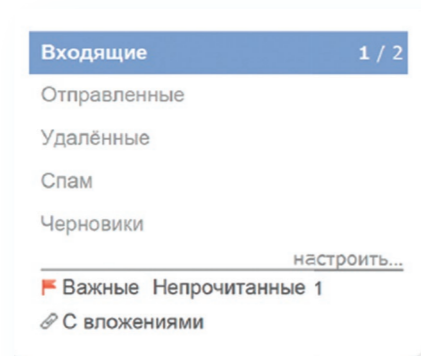 Входящие 1 / 2
Отправленные
Удалённые
Спам
Черновики
настроить...
Важные Непрочитанные 1
С вложениями